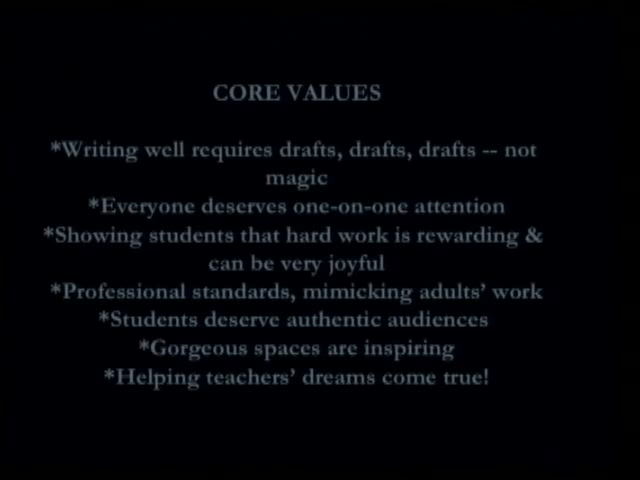 CORE VALUES
*Writing well requires drafts, drafts, drafts -- not
magic
*Everyone deserves one-on-one attention
*Showing students that hard work is rewarding &
can be very joyful
*Professional standards, mimicking adults' work
*Students deserve authentic audiences
*Gorgeous spaces are inspiring
*Helping teachers' dreams come true!